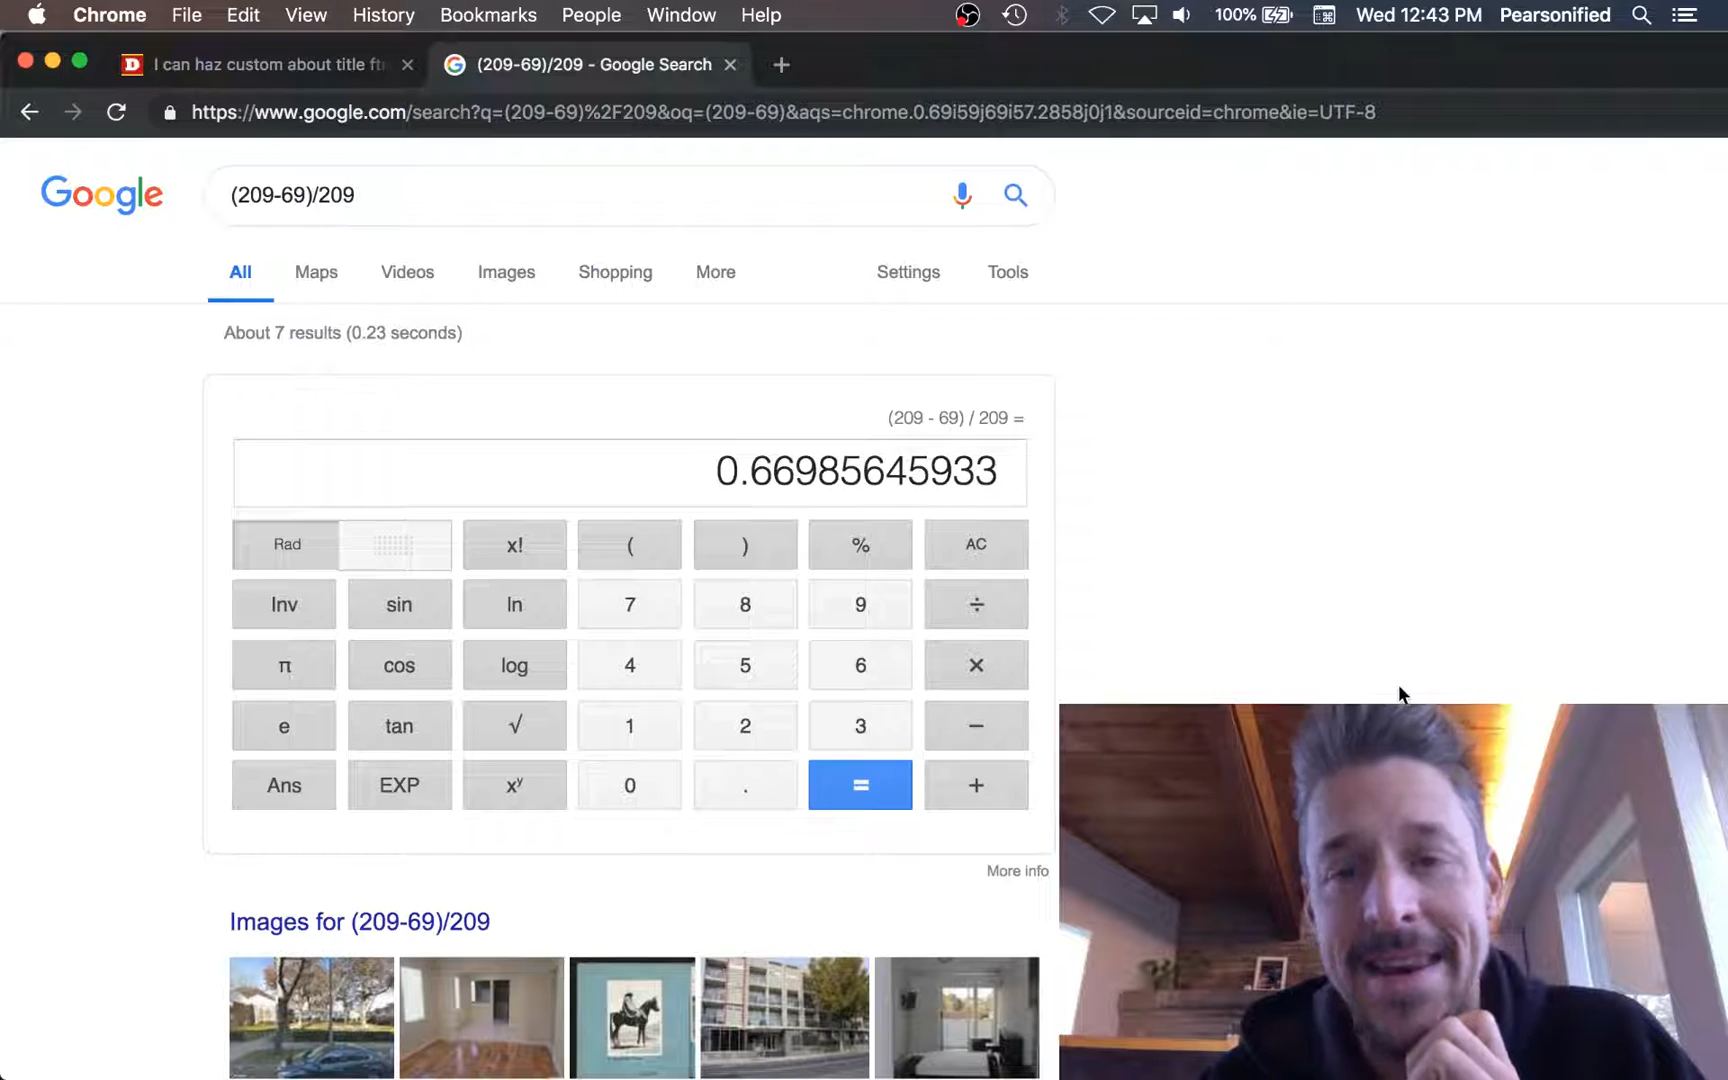 Chrome File Edit View History Bookmarks People Window Help 100% Wed 12:43 PM Pearsonified
I can haz custom about title (209-69)/209 - Google Search
https://www.google.com/search?q=(209-69)%2F209&oq=(209-69)&aqs=chrome.0.69i59j69i57.2858j0j1&sourceid=chrome&ie=UTF-8
Google (209-69)/209
All Maps Videos Images Shopping More Settings Tools
About 7 results (0.23 seconds)
(209 - 69) / 209 =
0.66985645933
Rad x! ( ) % AC
Inv sin ln 7 8 9 ÷
π cos log 4 5 6 ×
e tan √ 1 2 3 −
Ans EXP xʸ 0 . = +
More info
Images for (209-69)/209